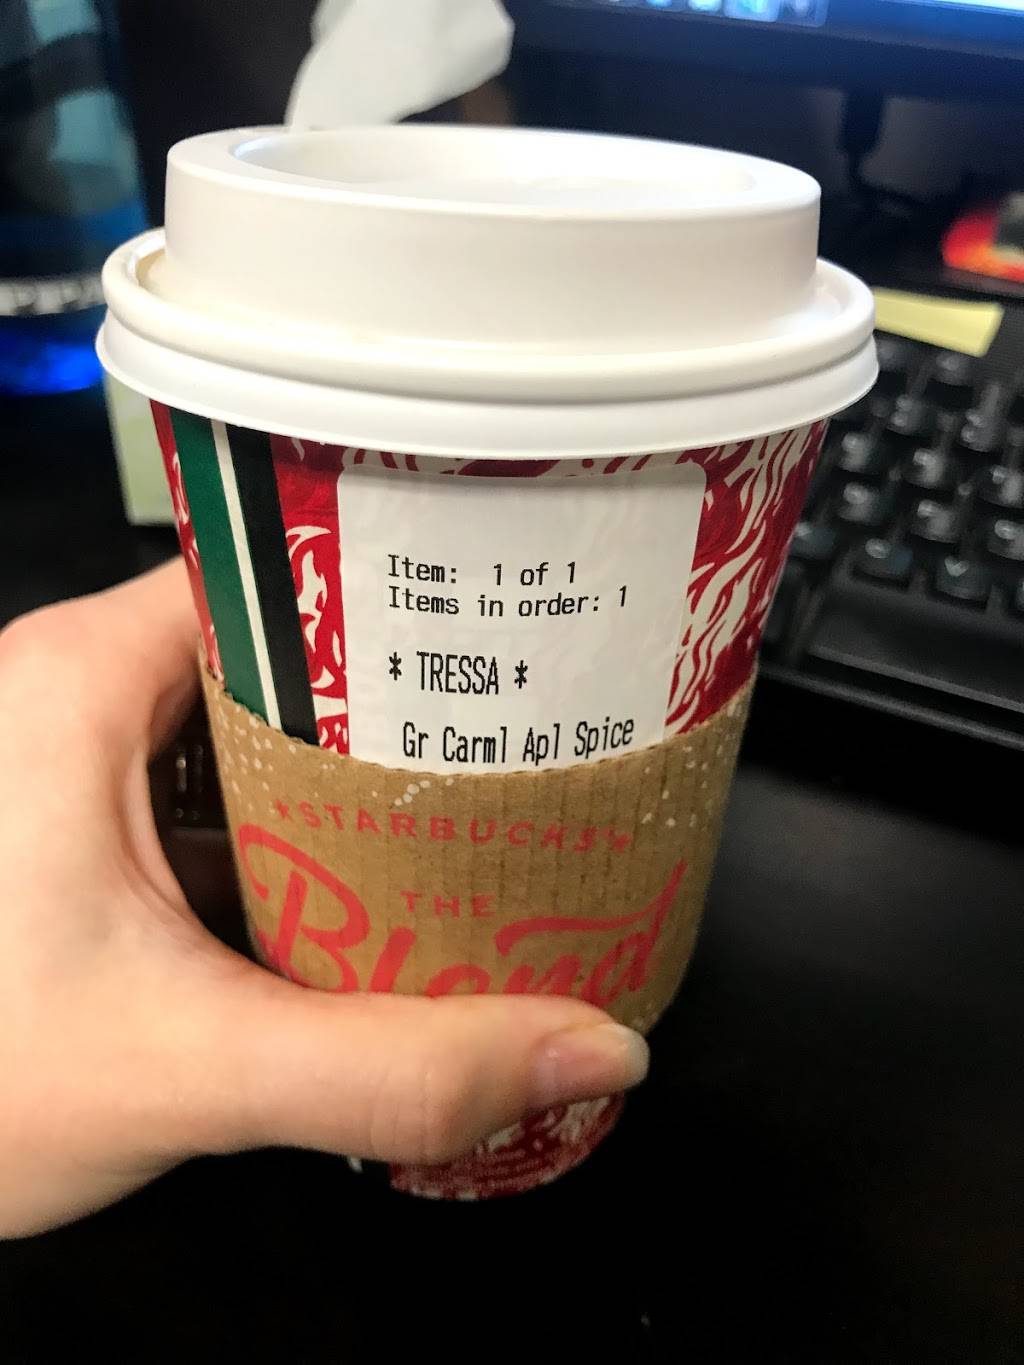 Item: 1 of 1
Items in order: 1
* TRESSA *
Gr Carml Apl Spice
*STARBUCKS*
THE
Blend